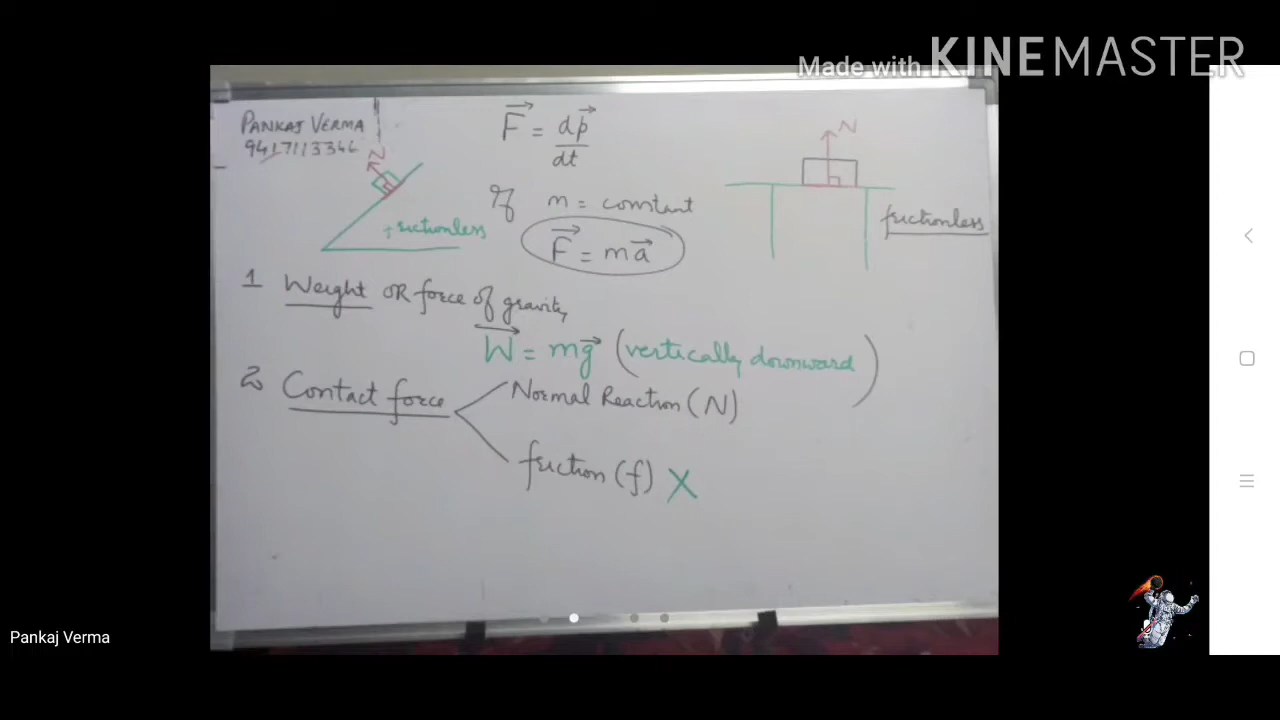 Made with KINEMASTER
PANKAJ VERMA
9417113346
N
frictionless
F = dp/dt
If m = constant
F = ma
N
frictionless
1 Weight OR force of gravity
W = mg (vertically downward)
2 Contact force
Normal Reaction (N)
friction (f) X
Pankaj Verma